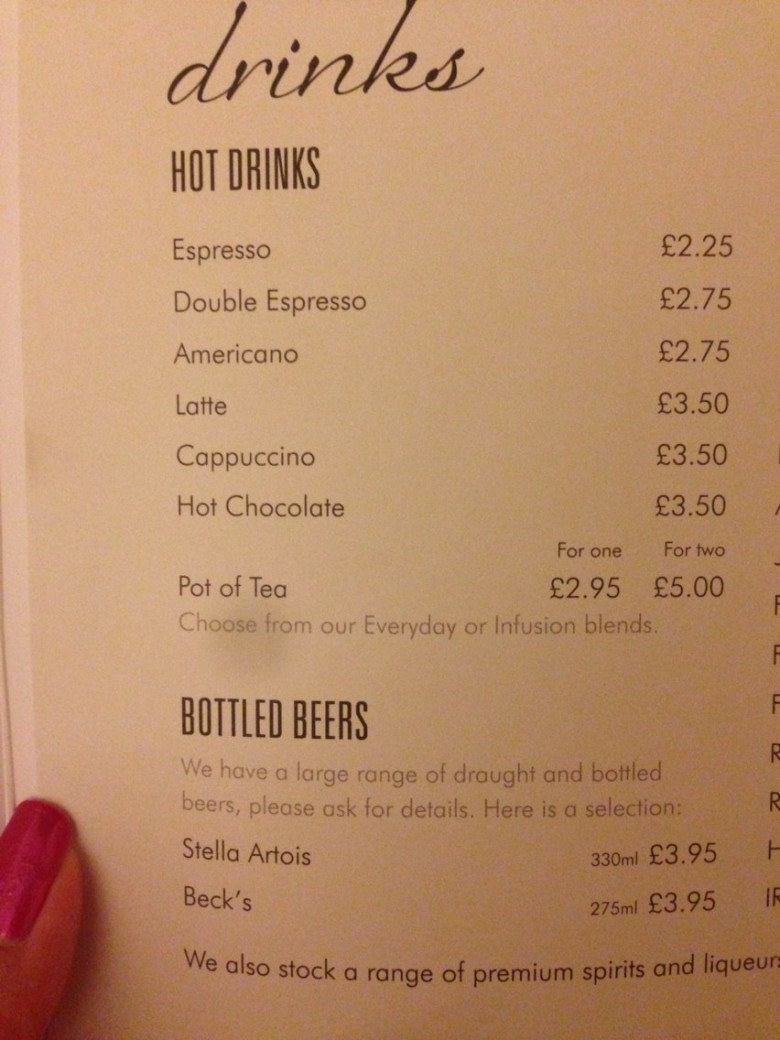 drinks
HOT DRINKS
Espresso £2.25
Double Espresso £2.75
Americano £2.75
Latte £3.50
Cappuccino £3.50
Hot Chocolate £3.50
For one For two
Pot of Tea £2.95 £5.00
Choose from our Everyday or Infusion blends.
BOTTLED BEERS
We have a large range of draught and bottled
beers, please ask for details. Here is a selection:
Stella Artois 330ml £3.95
Beck's 275ml £3.95
We also stock a range of premium spirits and liqueurs